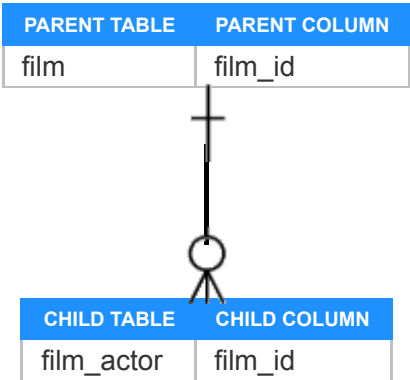 PARENT TABLE PARENT COLUMN
film film_id
CHILD TABLE CHILD COLUMN
film_actor film_id